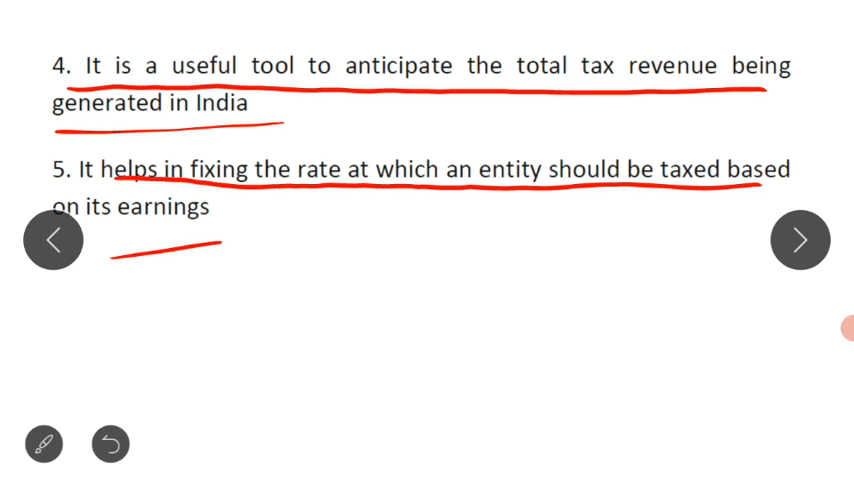 4. It is a useful tool to anticipate the total tax revenue being
generated in India
5. It helps in fixing the rate at which an entity should be taxed based
on its earnings